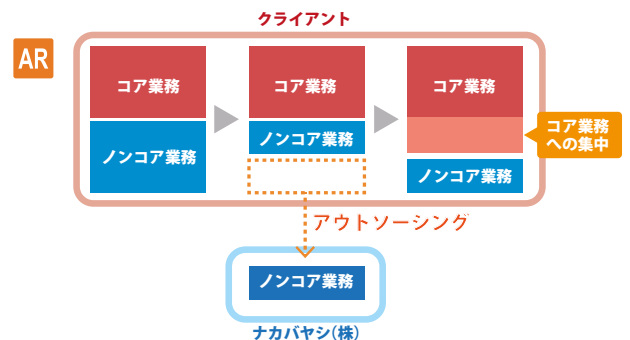 クライアント
AR
コア業務
コア業務
コア業務
ノンコア業務
ノンコア業務
コア業務
への集中
ノンコア業務
アウトソーシング
ノンコア業務
ナカバヤシ(株)